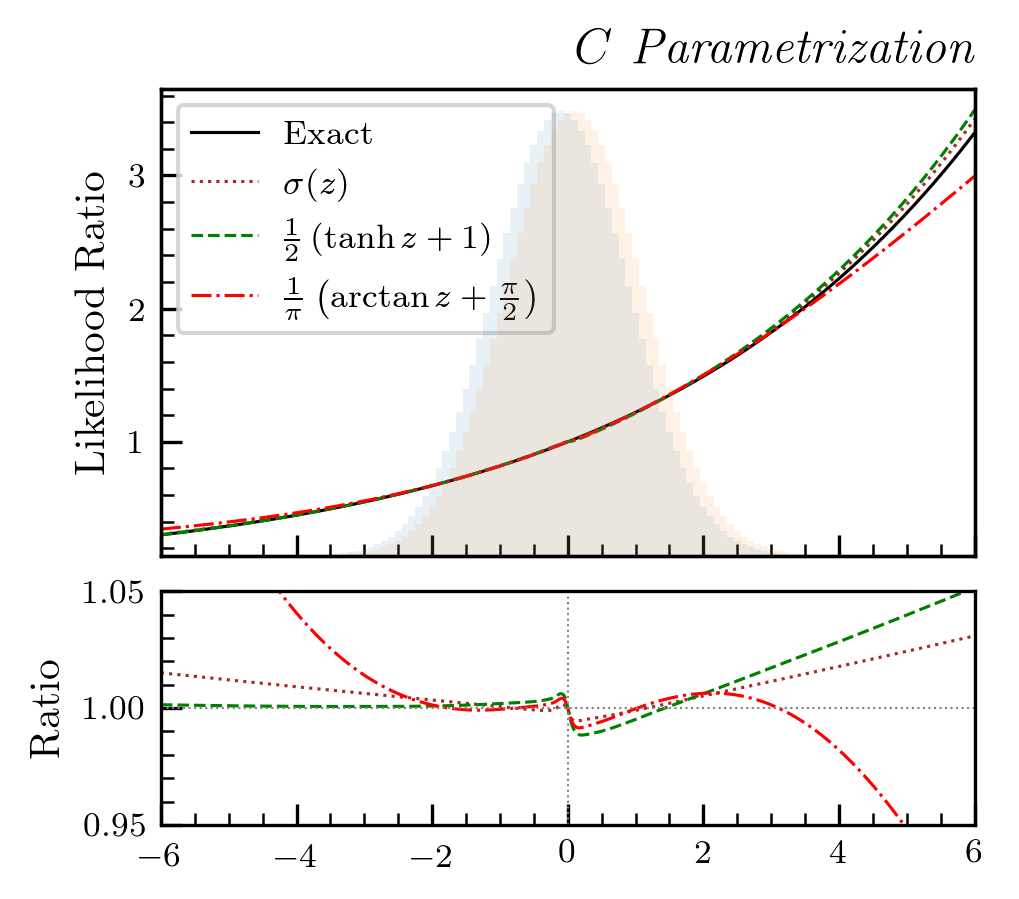 C Parametrization
Likelihood Ratio
3
2
1
Exact
σ(z)
1/2 (tanh z + 1)
1/π (arctan z + π/2)
Ratio
1.05
1.00
0.95
−6 −4 −2 0 2 4 6